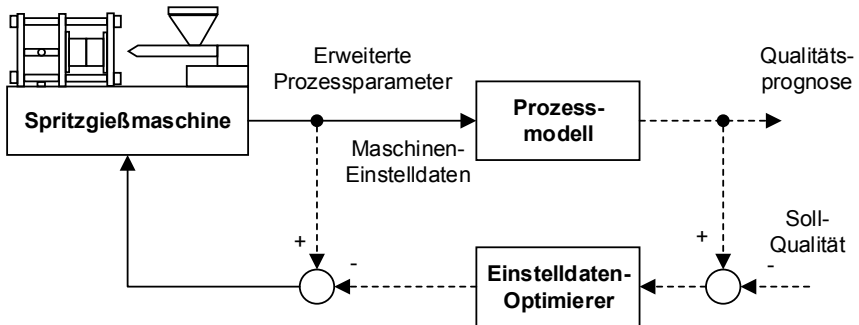 Erweiterte
Prozessparameter
Qualitäts-
prognose
Spritzgießmaschine
Prozess-
modell
Maschinen-
Einstelldaten
Soll-
Qualität
+
-
+
-
Einstelldaten-
Optimierer